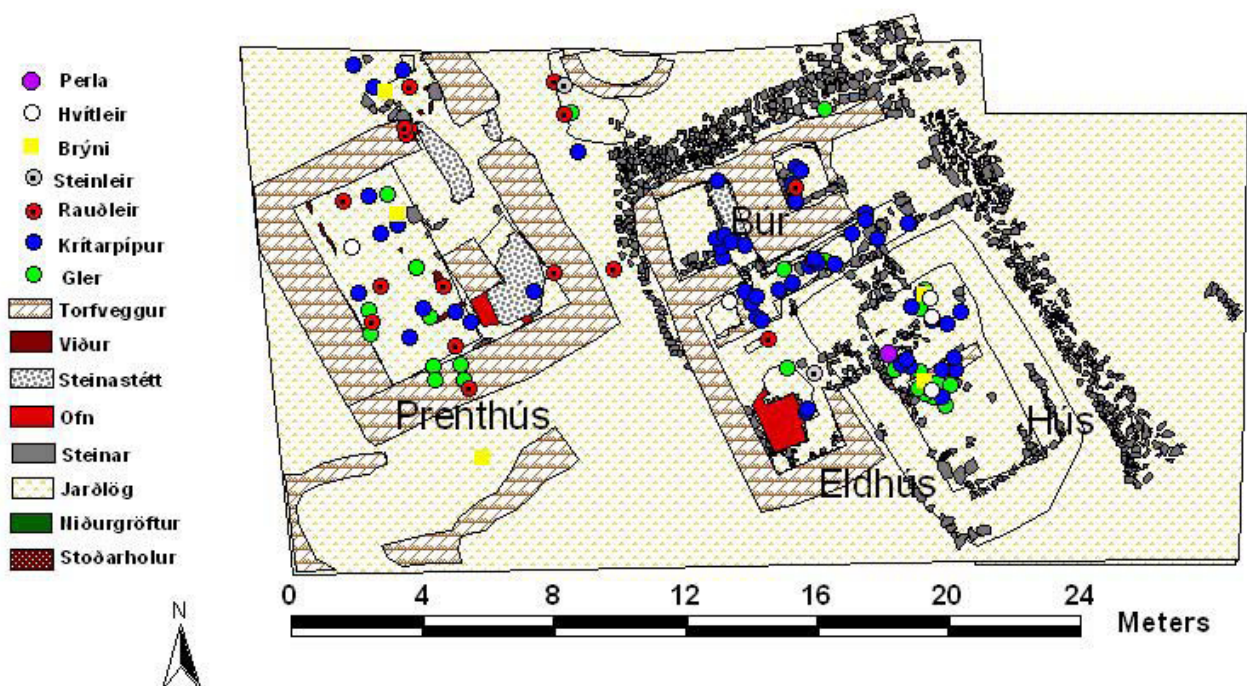 Perla
Hvítleir
Brýni
Steinleir
Rauðleir
Krítarpípur
Gler
Torfveggur
Viður
Steinastétt
Ofn
Steinar
Jarðlög
Niðurgröftur
Stoðarholur
Búr
Prenthús
Eldhús
Hús
0 4 8 12 16 20 24
Meters
N